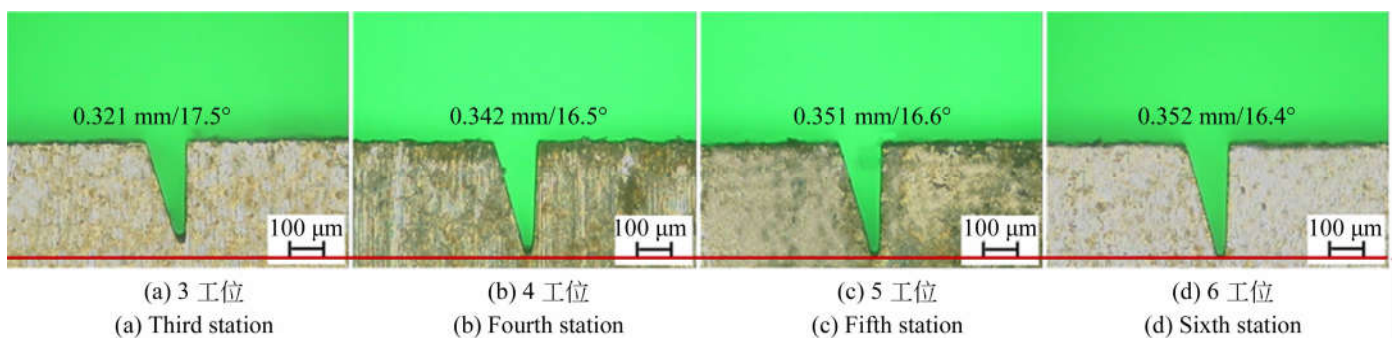 0.321 mm/17.5°
0.342 mm/16.5°
0.351 mm/16.6°
0.352 mm/16.4°
100 μm
100 μm
100 μm
100 μm
(a) 3 工位
(b) 4 工位
(c) 5 工位
(d) 6 工位
(a) Third station
(b) Fourth station
(c) Fifth station
(d) Sixth station